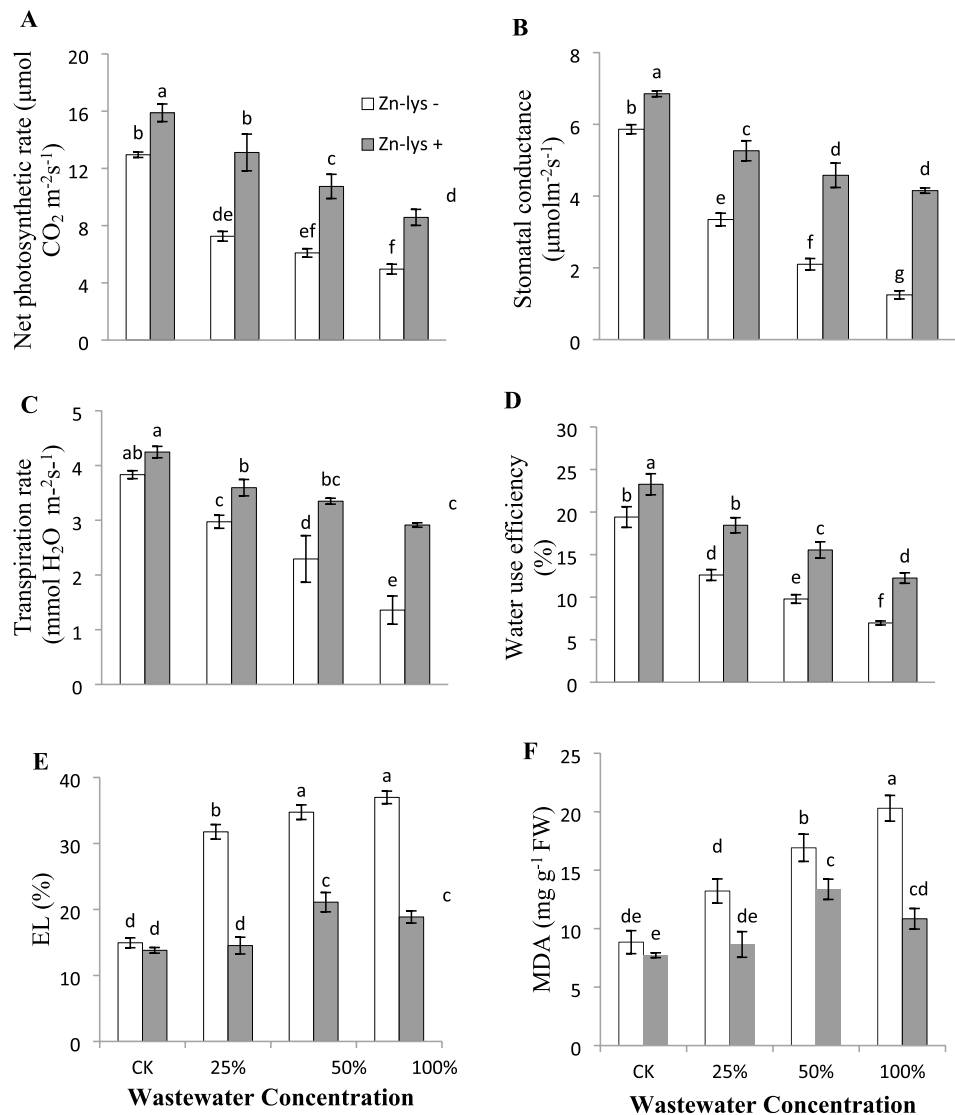 A
Net photosynthetic rate (µmol
CO2 m-2s-1)
20
16
12
8
4
0
b
a
de
b
ef
c
f
d
Zn-lys -
Zn-lys +
B
Stomatal conductance
(µmolm-2s-1)
8
6
4
2
0
b
a
e
c
f
d
g
d
C
Transpiration rate
(mmol H2O m-2s-1)
5
4
3
2
1
0
ab
a
c
b
d
bc
e
c
D
Water use efficiency
(%)
30
25
20
15
10
5
0
b
a
d
b
e
c
f
d
E
EL (%)
40
30
20
10
0
d
d
b
d
a
c
a
c
CK
25%
50%
100%
Wastewater Concentration
F
MDA (mg g-1 FW)
25
20
15
10
5
0
de
e
d
de
b
c
a
cd
CK
25%
50%
100%
Wastewater Concentration